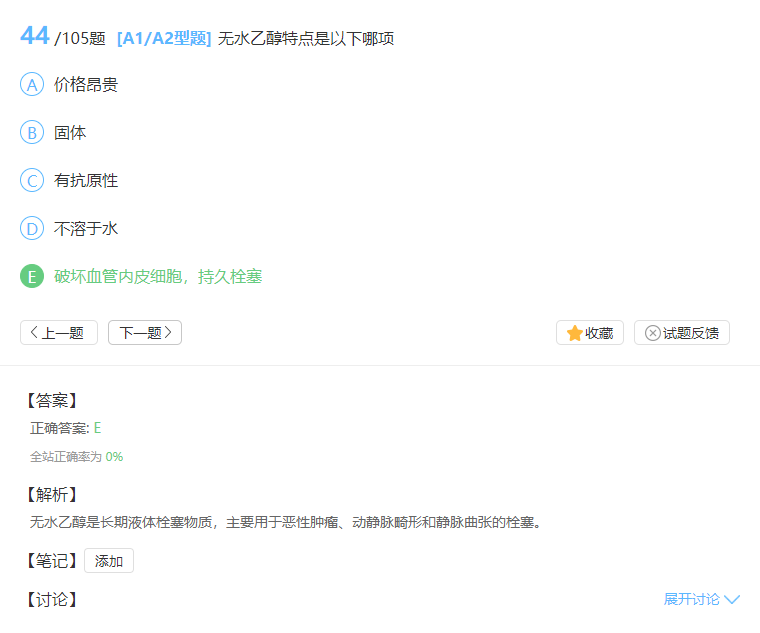 44 /105题 [A1/A2型题] 无水乙醇特点是以下哪项
A 价格昂贵
B 固体
C 有抗原性
D 不溶于水
E 破坏血管内皮细胞，持久栓塞
上一题 下一题 收藏 试题反馈
【答案】
正确答案: E
全站正确率为 0%
【解析】
无水乙醇是长期液体栓塞物质，主要用于恶性肿瘤、动静脉畸形和静脉曲张的栓塞。
【笔记】 添加
【讨论】 展开讨论